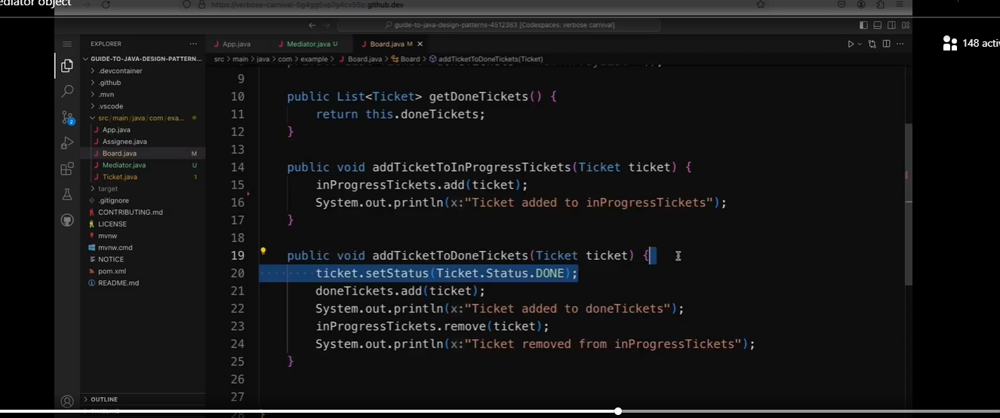 ediator object
https://verbose-carnival-5g4gg5vp7g4cv55p.github.dev
guide-to-java-design-patterns-4512383 [Codespaces: verbose carnival]
148 acti
EXPLORER
App.java
Mediator.java U
Board.java M
GUIDE-TO-JAVA-DESIGN-PATTERN...
src > main > java > com > example > Board.java > Board > addTicketToDoneTickets(Ticket)
.devcontainer
.github
.mvn
.vscode
src/main/java/com/exa...
App.java
Assignee.java
Board.java M
Mediator.java U
Ticket.java 1
target
.gitignore
CONTRIBUTING.md
LICENSE
mvnw
mvnw.cmd
NOTICE
pom.xml
README.md
OUTLINE
2
9
10 public List<Ticket> getDoneTickets() {
11 return this.doneTickets;
12 }
13
14 public void addTicketToInProgressTickets(Ticket ticket) {
15 inProgressTickets.add(ticket);
16 System.out.println(x:"Ticket added to inProgressTickets");
17 }
18
19 public void addTicketToDoneTickets(Ticket ticket) {
20 ticket.setStatus(Ticket.Status.DONE);
21 doneTickets.add(ticket);
22 System.out.println(x:"Ticket added to doneTickets");
23 inProgressTickets.remove(ticket);
24 System.out.println(x:"Ticket removed from inProgressTickets");
25 }
26
27
28 }